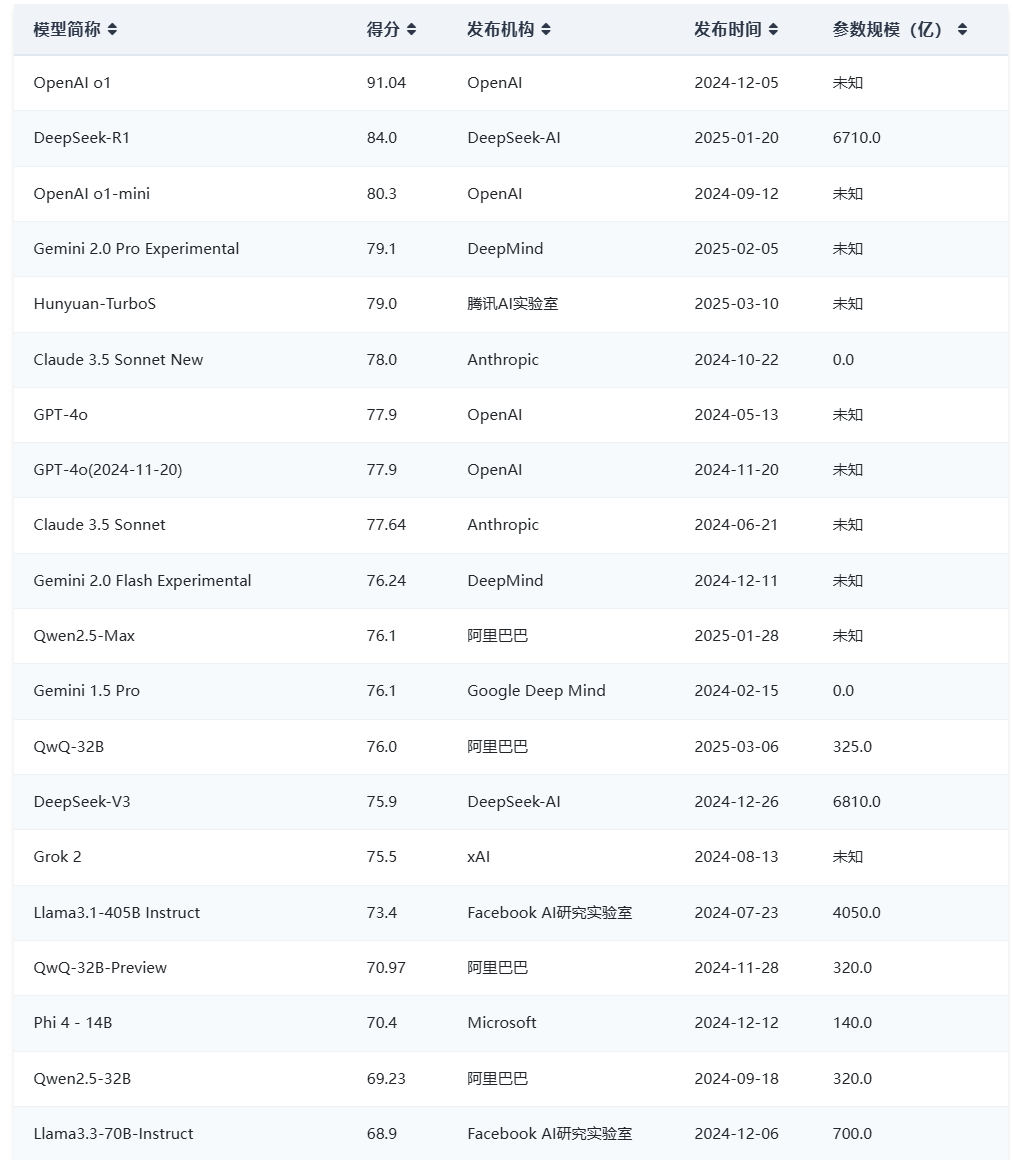 模型简称 得分 发布机构 发布时间 参数规模（亿）
OpenAI o1 91.04 OpenAI 2024-12-05 未知
DeepSeek-R1 84.0 DeepSeek-AI 2025-01-20 6710.0
OpenAI o1-mini 80.3 OpenAI 2024-09-12 未知
Gemini 2.0 Pro Experimental 79.1 DeepMind 2025-02-05 未知
Hunyuan-TurboS 79.0 腾讯AI实验室 2025-03-10 未知
Claude 3.5 Sonnet New 78.0 Anthropic 2024-10-22 0.0
GPT-4o 77.9 OpenAI 2024-05-13 未知
GPT-4o(2024-11-20) 77.9 OpenAI 2024-11-20 未知
Claude 3.5 Sonnet 77.64 Anthropic 2024-06-21 未知
Gemini 2.0 Flash Experimental 76.24 DeepMind 2024-12-11 未知
Qwen2.5-Max 76.1 阿里巴巴 2025-01-28 未知
Gemini 1.5 Pro 76.1 Google Deep Mind 2024-02-15 0.0
QwQ-32B 76.0 阿里巴巴 2025-03-06 325.0
DeepSeek-V3 75.9 DeepSeek-AI 2024-12-26 6810.0
Grok 2 75.5 xAI 2024-08-13 未知
Llama3.1-405B Instruct 73.4 Facebook AI研究实验室 2024-07-23 4050.0
QwQ-32B-Preview 70.97 阿里巴巴 2024-11-28 320.0
Phi 4 - 14B 70.4 Microsoft 2024-12-12 140.0
Qwen2.5-32B 69.23 阿里巴巴 2024-09-18 320.0
Llama3.3-70B-Instruct 68.9 Facebook AI研究实验室 2024-12-06 700.0